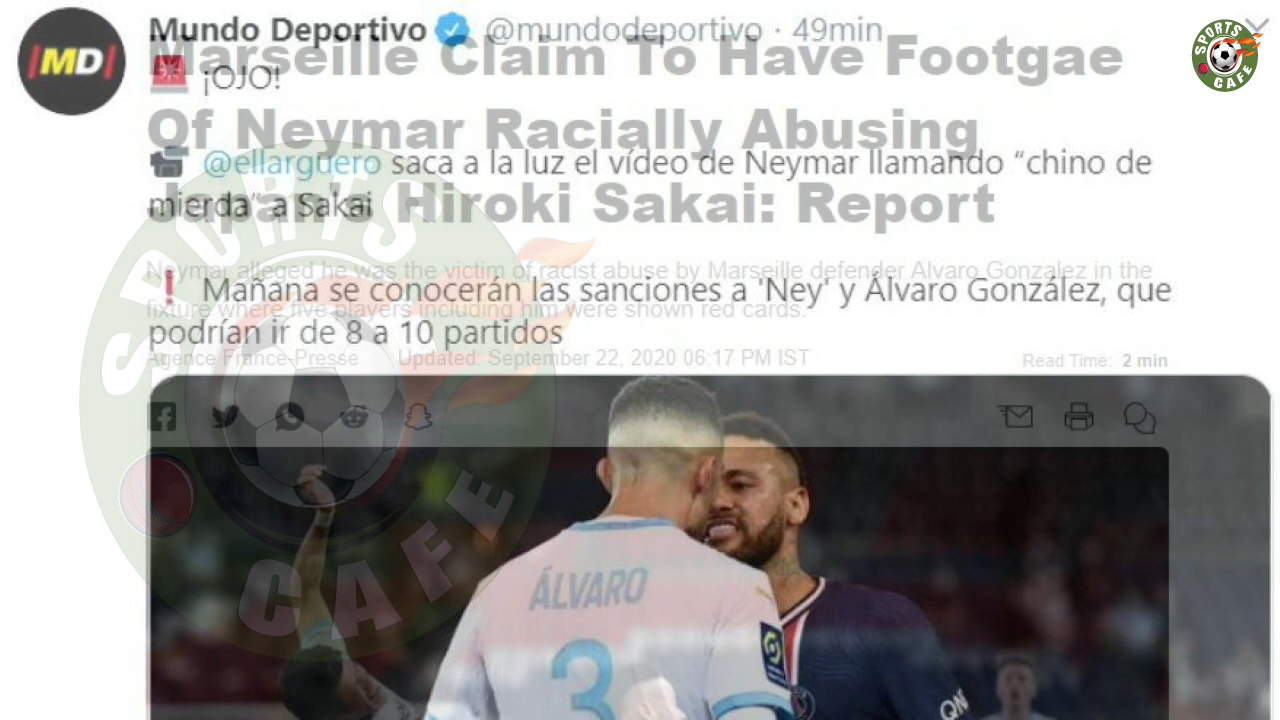 Mundo Deportivo @mundodeportivo · 49min
Marseille Claim To Have Footgae
¡OJO!
Of Neymar Racially Abusing
@ellarguero saca a la luz el vídeo de Neymar llamando “chino de
mierda” a Sakai
Hiroki Sakai: Report
Neymar alleged he was the victim of racist abuse by Marseille defender Alvaro Gonzalez in the
Mañana se conocerán las sanciones a 'Ney' y Álvaro González, que
fixture where five players including him were shown red cards.
podrían ir de 8 a 10 partidos
Agence France-Presse Updated: September 22, 2020 06:17 PM IST Read Time: 2 min
MD
SPORTS
CAFE
SPORTS
CAFE
ÁLVARO
3
QN